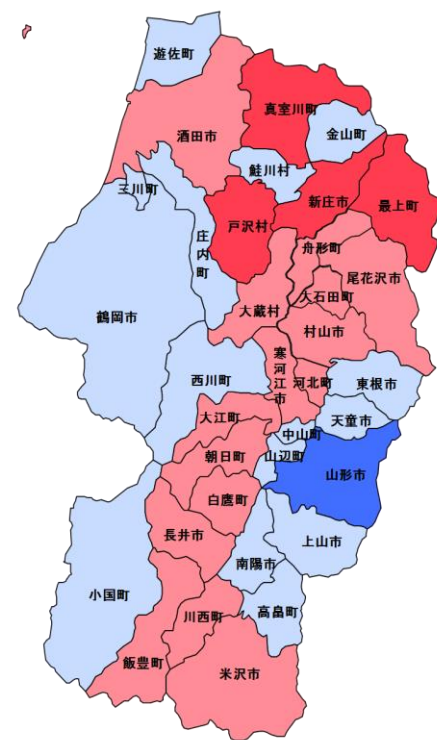 遊佐町
真室川町
酒田市
金山町
鮭川村
三川町
新庄市
最上町
戸沢村
庄内町
舟形町
尾花沢市
大蔵村
大石田町
鶴岡市
村山市
寒河江市
西川町
河北町
東根市
大江町
天童市
中山町
朝日町
山辺町
山形市
白鷹町
長井市
上山市
南陽市
小国町
高畠町
川西町
飯豊町
米沢市